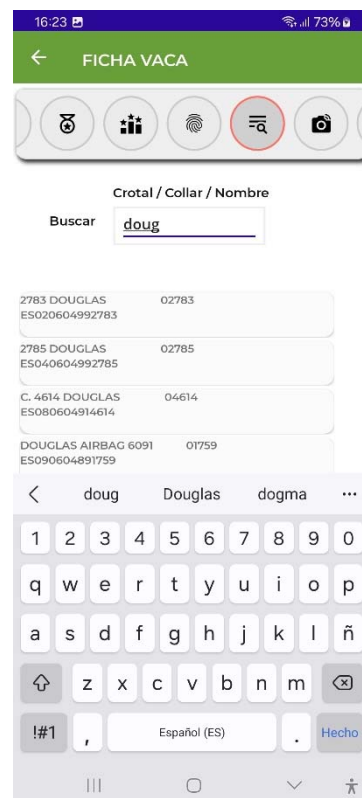 16:23 73%
FICHA VACA
Crotal / Collar / Nombre
Buscar doug
2783 DOUGLAS 02783
ES020604992783
2785 DOUGLAS 02785
ES040604992785
C. 4614 DOUGLAS 04614
ES080604914614
DOUGLAS AIRBAG 6091 01759
ES090604891759
doug Douglas dogma ...
1 2 3 4 5 6 7 8 9 0
q w e r t y u i o p
a s d f g h j k l ñ
z x c v b n m
!#1 , Español (ES) . Hecho